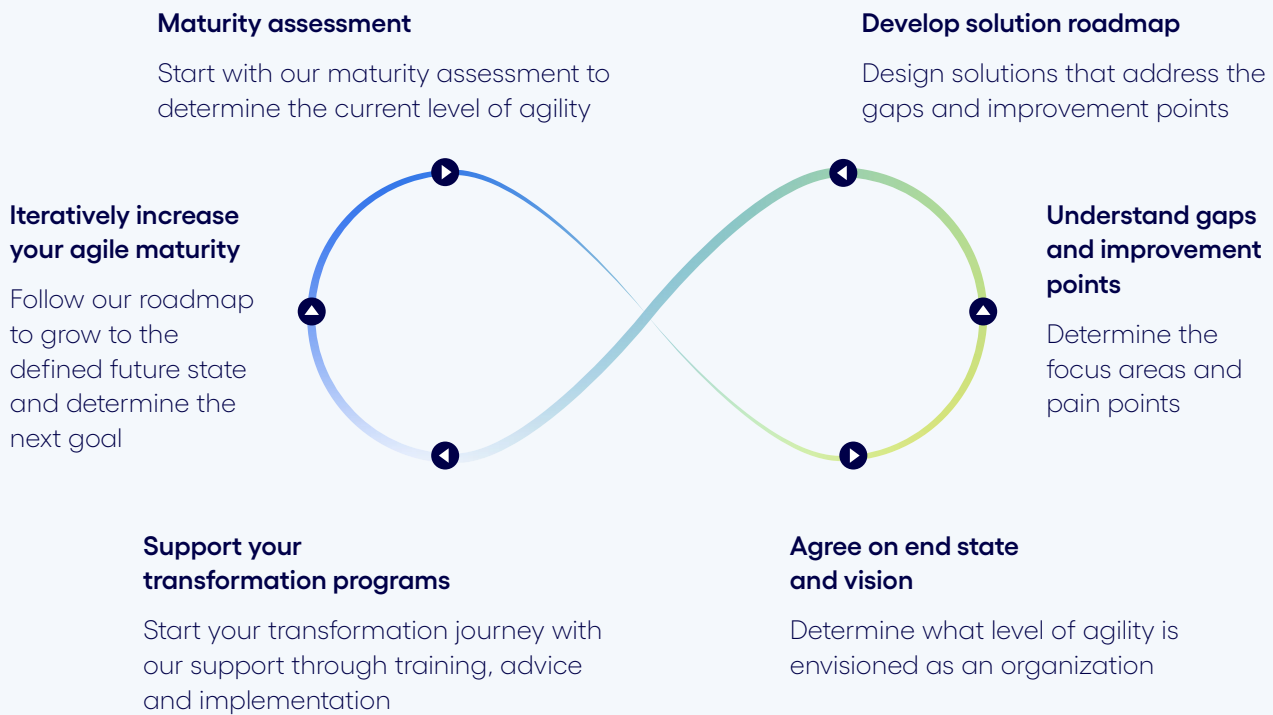 Maturity assessment
Start with our maturity assessment to
determine the current level of agility
Develop solution roadmap
Design solutions that address the
gaps and improvement points
Iteratively increase
your agile maturity
Follow our roadmap
to grow to the
defined future state
and determine the
next goal
Understand gaps
and improvement
points
Determine the
focus areas and
pain points
Support your
transformation programs
Start your transformation journey with
our support through training, advice
and implementation
Agree on end state
and vision
Determine what level of agility is
envisioned as an organization